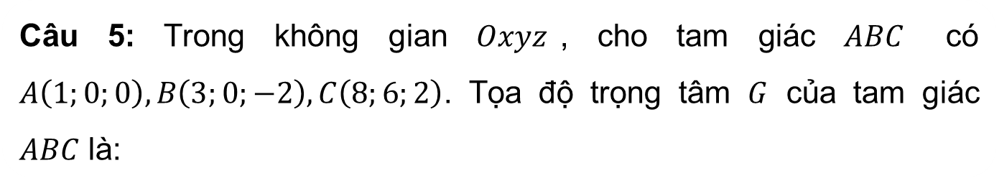 Câu 5: Trong không gian Oxyz , cho tam giác ABC có
A(1; 0; 0), B(3; 0; −2), C(8; 6; 2). Tọa độ trọng tâm G của tam giác
ABC là: